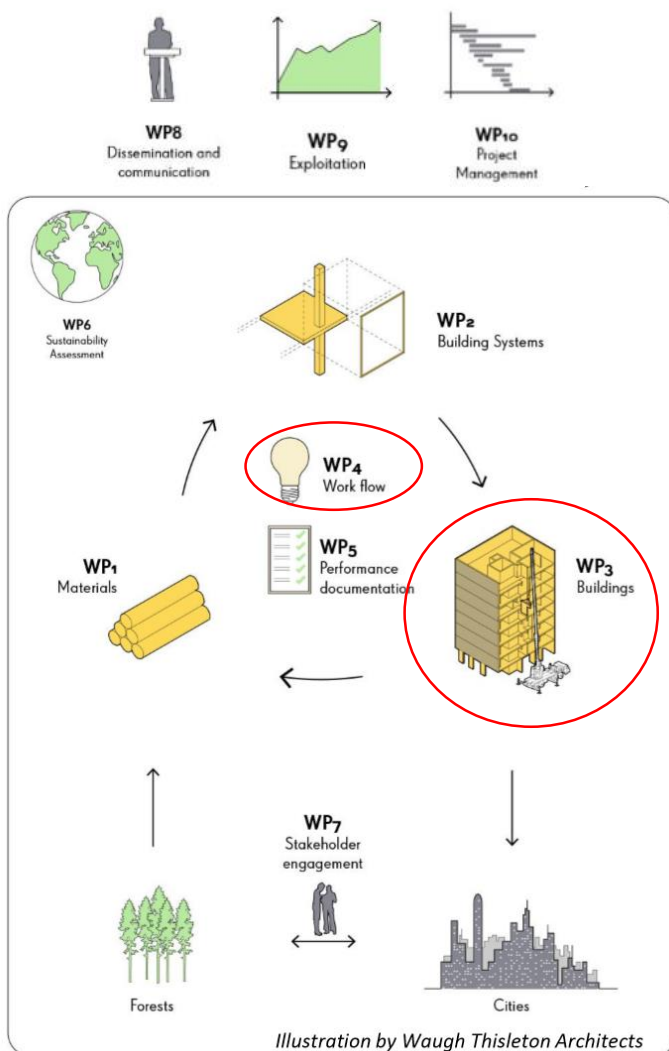 WP8
Dissemination and
communication
WP9
Exploitation
WP10
Project
Management
WP6
Sustainability
Assessment
WP2
Building Systems
WP4
Work flow
WP5
Performance
documentation
WP1
Materials
WP3
Buildings
WP7
Stakeholder
engagement
Forests
Cities
Illustration by Waugh Thisleton Architects